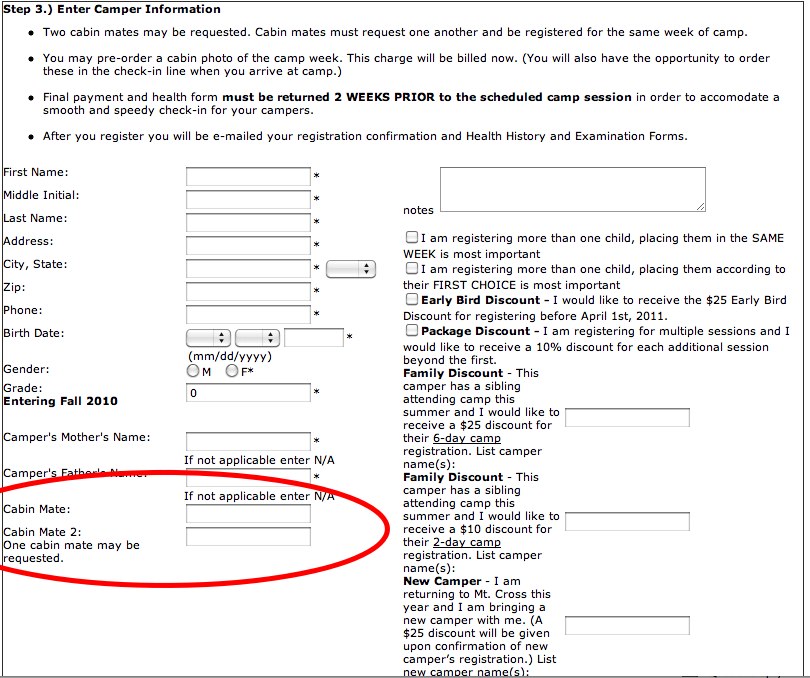 Step 3.) Enter Camper Information
• Two cabin mates may be requested. Cabin mates must request one another and be registered for the same week of camp.
• You may pre-order a cabin photo of the camp week. This charge will be billed now. (You will also have the opportunity to order
these in the check-in line when you arrive at camp.)
• Final payment and health form must be returned 2 WEEKS PRIOR to the scheduled camp session in order to accomodate a
smooth and speedy check-in for your campers.
• After you register you will be e-mailed your registration confirmation and Health History and Examination Forms.
First Name: *
Middle Initial: *
Last Name: *
Address: *
City, State: *
Zip: *
Phone: *
Birth Date: *
(mm/dd/yyyy)
Gender: M F*
Grade:
Entering Fall 2010
0 *
Camper's Mother's Name: *
If not applicable enter N/A
Camper's Father's Name: *
If not applicable enter N/A
Cabin Mate:
Cabin Mate 2:
One cabin mate may be
requested.
notes
I am registering more than one child, placing them in the SAME
WEEK is most important
I am registering more than one child, placing them according to
their FIRST CHOICE is most important
Early Bird Discount - I would like to receive the $25 Early Bird
Discount for registering before April 1st, 2011.
Package Discount - I am registering for multiple sessions and I
would like to receive a 10% discount for each additional session
beyond the first.
Family Discount - This
camper has a sibling
attending camp this
summer and I would like to
receive a $25 discount for
their 6-day camp
registration. List camper
name(s):
Family Discount - This
camper has a sibling
attending camp this
summer and I would like to
receive a $10 discount for
their 2-day camp
registration. List camper
name(s):
New Camper - I am
returning to Mt. Cross this
year and I am bringing a
new camper with me. (A
$25 discount will be given
upon confirmation of new
camper's registration.) List
new camper name(s):